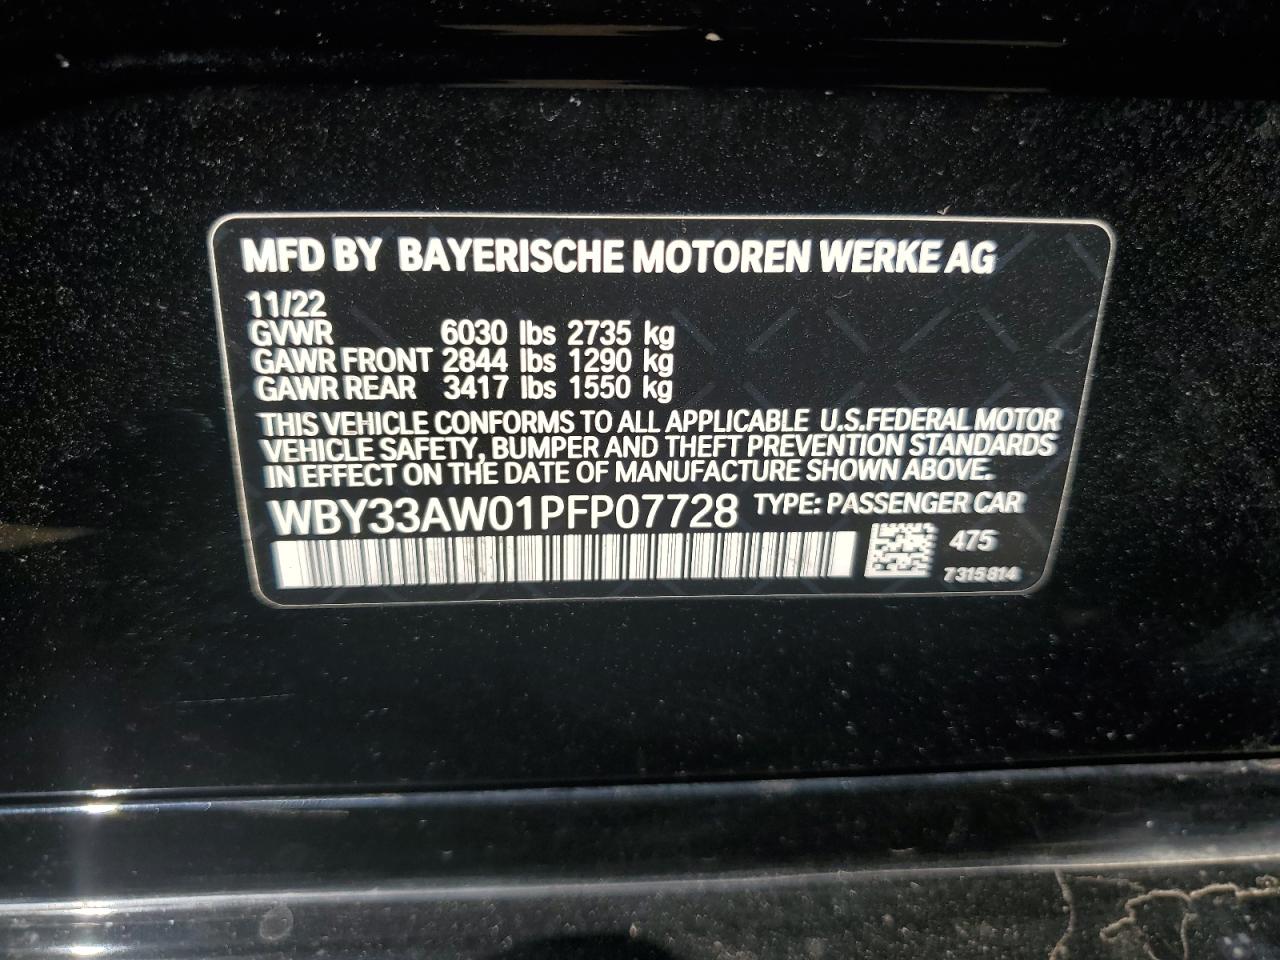 MFD BY BAYERISCHE MOTOREN WERKE AG
11/22
GVWR 6030 lbs 2735 kg
GAWR FRONT 2844 lbs 1290 kg
GAWR REAR 3417 lbs 1550 kg
THIS VEHICLE CONFORMS TO ALL APPLICABLE U.S.FEDERAL MOTOR
VEHICLE SAFETY, BUMPER AND THEFT PREVENTION STANDARDS
IN EFFECT ON THE DATE OF MANUFACTURE SHOWN ABOVE.
WBY33AW01PFP07728 TYPE: PASSENGER CAR
475
7315814